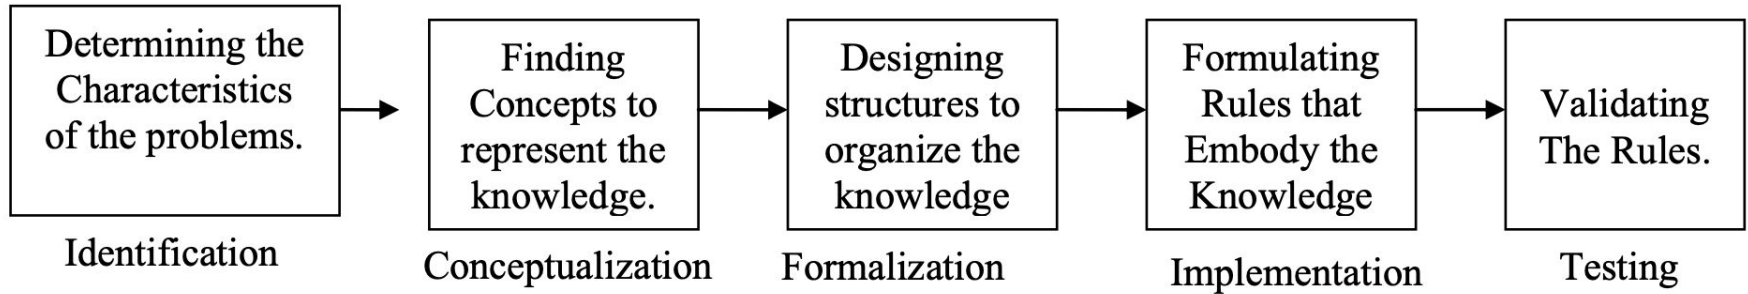 Determining the
Characteristics
of the problems.
Identification
Finding
Concepts to
represent the
knowledge.
Conceptualization
Designing
structures to
organize the
knowledge
Formalization
Formulating
Rules that
Embody the
Knowledge
Implementation
Validating
The Rules.
Testing